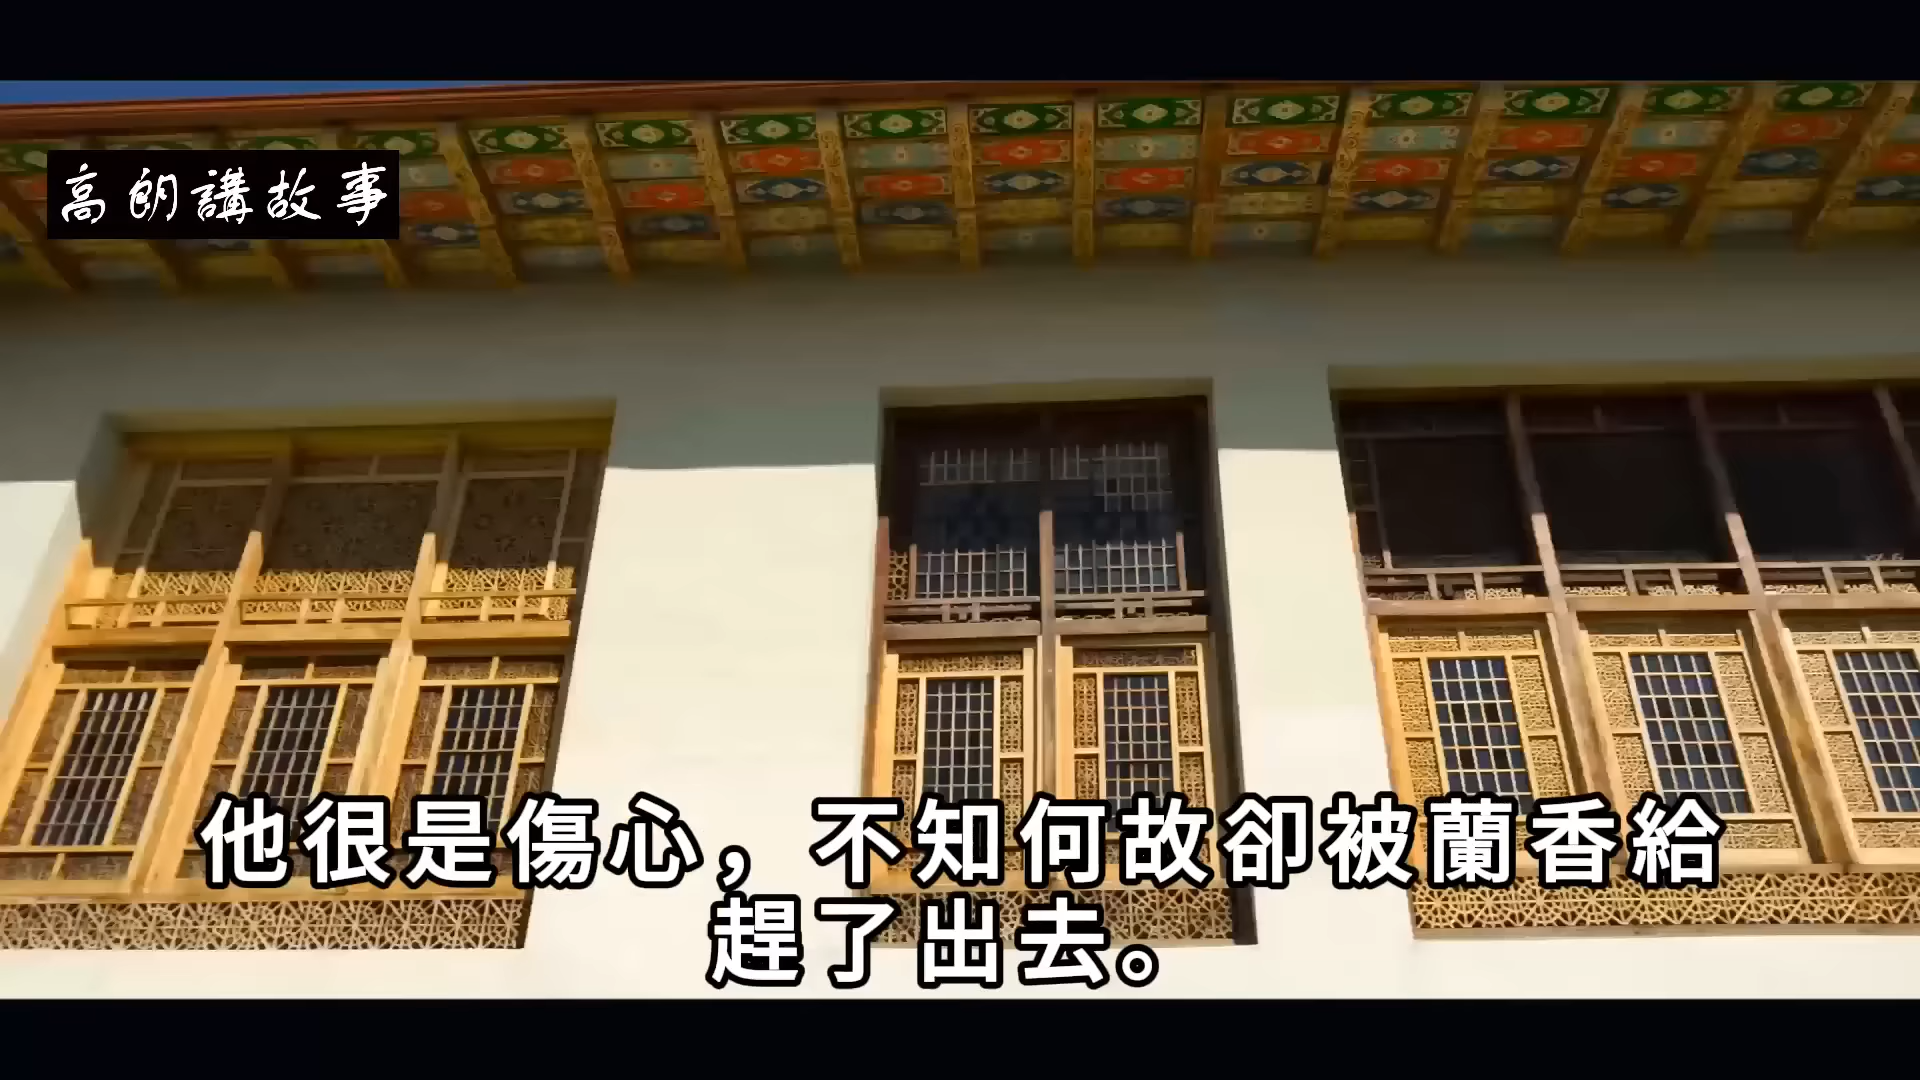 高朗講故事
他很是傷心，不知何故卻被蘭香給
趕了出去。